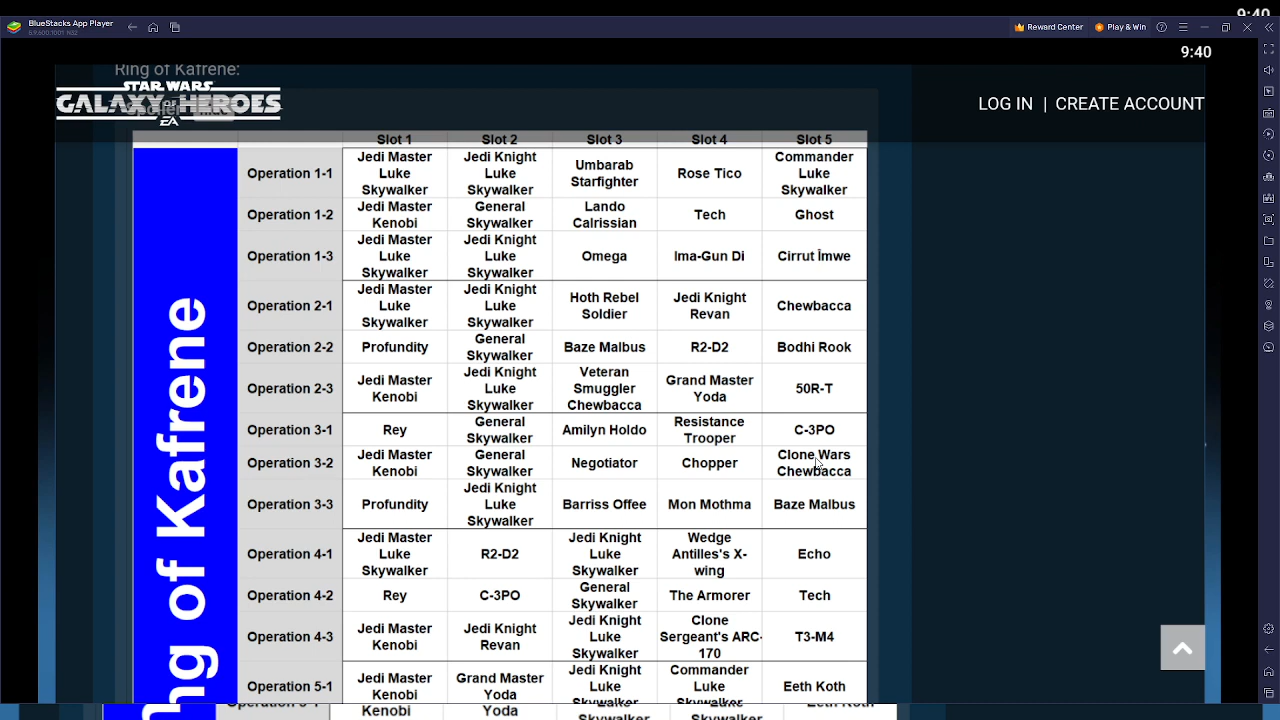 BlueStacks App Player
5.9.600.1001 N32
Reward Center
Play & Win
9:40
9:40
Ring of Kafrene:
STAR WARS
GALAXY OF HEROES
EA
LOG IN | CREATE ACCOUNT
Slot 1 Slot 2 Slot 3 Slot 4 Slot 5
ng of Kafrene
Operation 1-1
Jedi Master
Luke
Skywalker
Jedi Knight
Luke
Skywalker
Umbarab
Starfighter
Rose Tico
Commander
Luke
Skywalker
Operation 1-2
Jedi Master
Kenobi
General
Skywalker
Lando
Calrissian
Tech
Ghost
Operation 1-3
Jedi Master
Luke
Skywalker
Jedi Knight
Luke
Skywalker
Omega
Ima-Gun Di
Cirrut Îmwe
Operation 2-1
Jedi Master
Luke
Skywalker
Jedi Knight
Luke
Skywalker
Hoth Rebel
Soldier
Jedi Knight
Revan
Chewbacca
Operation 2-2
Profundity
General
Skywalker
Baze Malbus
R2-D2
Bodhi Rook
Operation 2-3
Jedi Master
Kenobi
Jedi Knight
Luke
Skywalker
Veteran
Smuggler
Chewbacca
Grand Master
Yoda
50R-T
Operation 3-1
Rey
General
Skywalker
Amilyn Holdo
Resistance
Trooper
C-3PO
Operation 3-2
Jedi Master
Kenobi
General
Skywalker
Negotiator
Chopper
Clone Wars
Chewbacca
Operation 3-3
Profundity
Jedi Knight
Luke
Skywalker
Barriss Offee
Mon Mothma
Baze Malbus
Operation 4-1
Jedi Master
Luke
Skywalker
R2-D2
Jedi Knight
Luke
Skywalker
Wedge
Antilles's X-
wing
Echo
Operation 4-2
Rey
C-3PO
General
Skywalker
The Armorer
Tech
Operation 4-3
Jedi Master
Kenobi
Jedi Knight
Revan
Jedi Knight
Luke
Skywalker
Clone
Sergeant's ARC-
170
T3-M4
Operation 5-1
Jedi Master
Kenobi
Grand Master
Yoda
Jedi Knight
Luke
Skywalker
Commander
Luke
Skywalker
Eeth Koth
Kenobi
Yoda
Skywalker
Skywalker